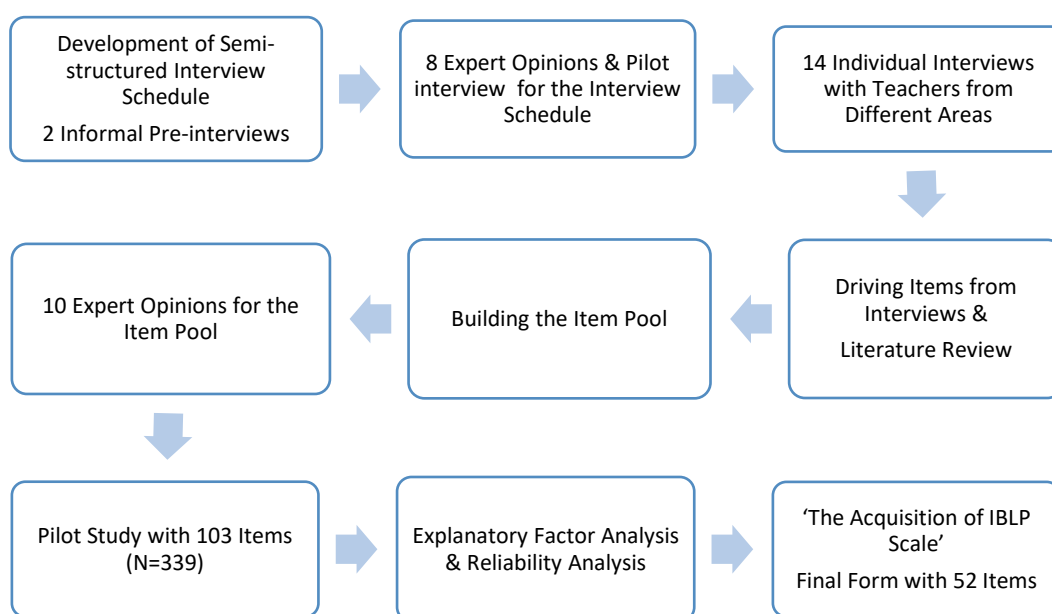 Development of Semi-
structured Interview
Schedule
2 Informal Pre-interviews
8 Expert Opinions & Pilot
interview for the Interview
Schedule
14 Individual Interviews
with Teachers from
Different Areas
Driving Items from
Interviews &
Literature Review
Building the Item Pool
10 Expert Opinions for the
Item Pool
Pilot Study with 103 Items
(N=339)
Explanatory Factor Analysis
& Reliability Analysis
‘The Acquisition of IBLP
Scale’
Final Form with 52 Items